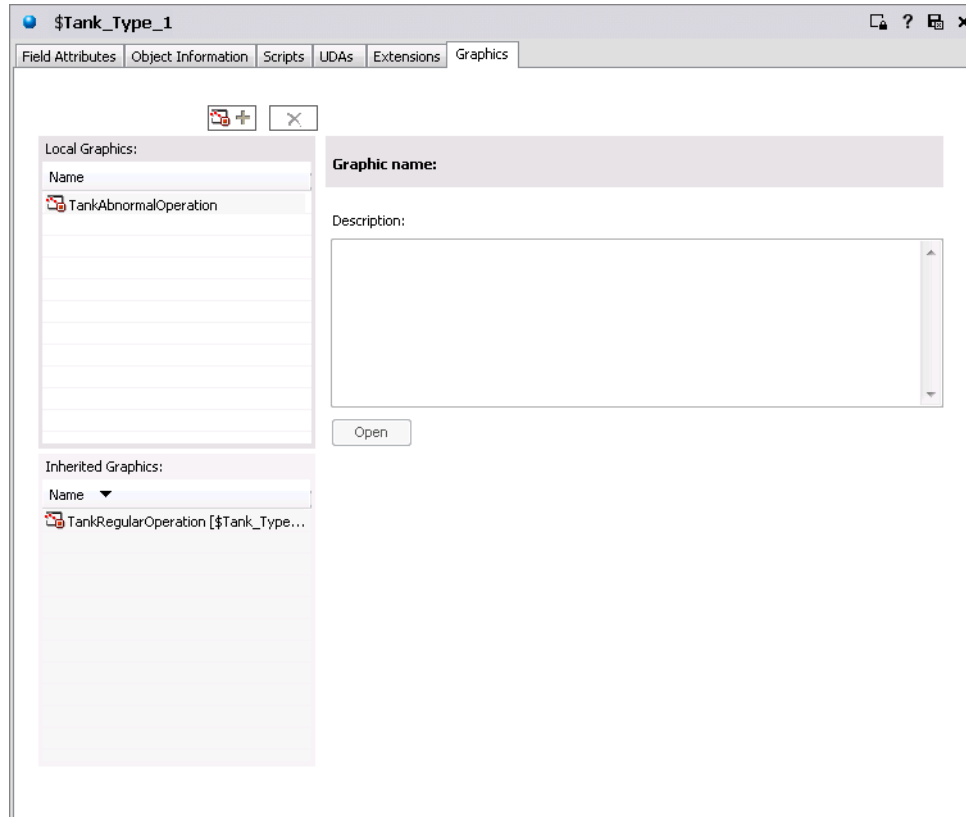 $Tank_Type_1
Field Attributes Object Information Scripts UDAs Extensions Graphics
Local Graphics:
Name
TankAbnormalOperation
Graphic name:
Description:
Open
Inherited Graphics:
Name
TankRegularOperation [$Tank_Type...